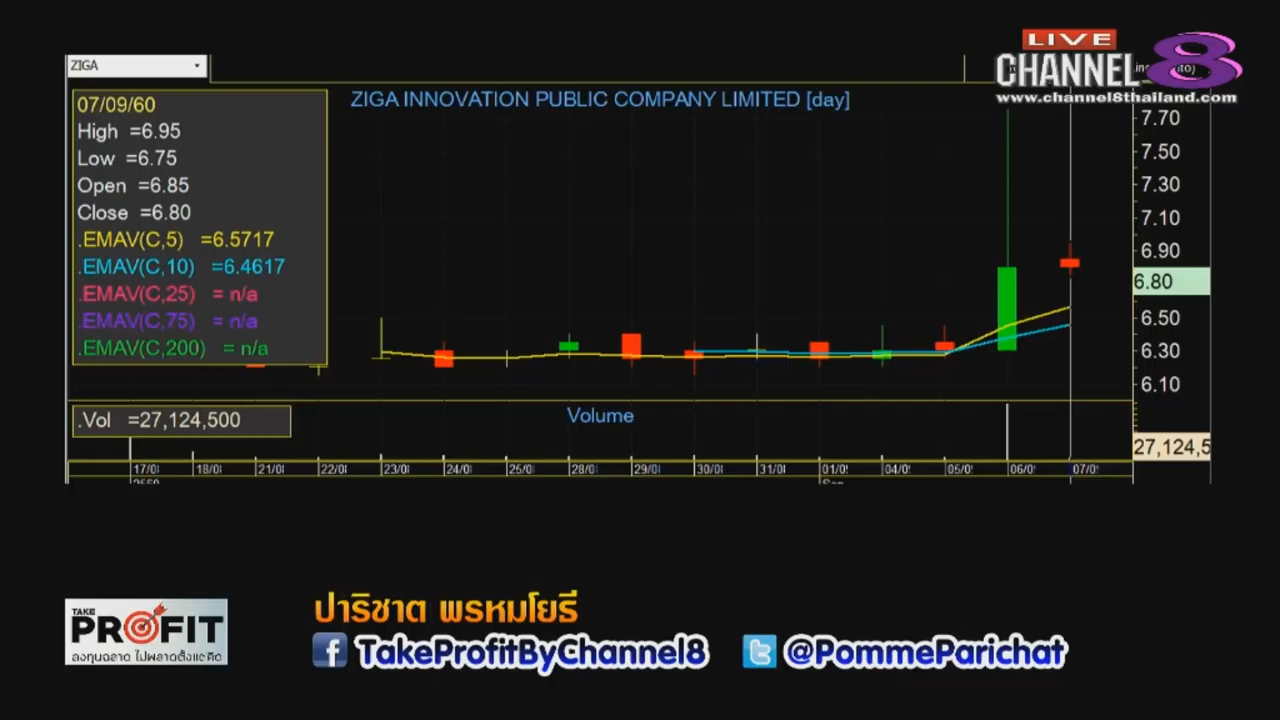 LIVE
CHANNEL 8
www.channel8thailand.com
ZIGA
ZIGA INNOVATION PUBLIC COMPANY LIMITED [day]
07/09/60
High =6.95
Low =6.75
Open =6.85
Close =6.80
.EMAV(C,5) =6.5717
.EMAV(C,10) =6.4617
.EMAV(C,25) = n/a
.EMAV(C,75) = n/a
.EMAV(C,200) = n/a
7.70
7.50
7.30
7.10
6.90
6.80
6.50
6.30
6.10
.Vol =27,124,500
Volume
27,124,5
17/0 18/0 21/0 22/0 23/0 24/0 25/0 28/0 29/0 30/0 31/0 01/0 04/0 05/0 06/0 07/0
TAKE
PROFIT
ลงทุนฉลาด ไม่พลาดตั้งแต่คิด
ปาริชาต พรหมโยธี
f TakeProfitByChannel8 t @PommeParichat